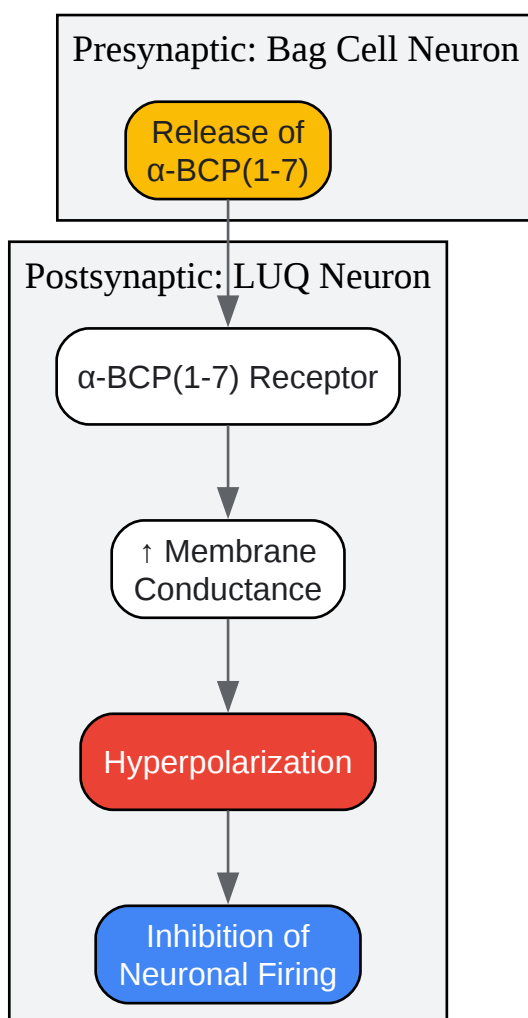 Presynaptic: Bag Cell Neuron
Release of
α-BCP(1-7)
Postsynaptic: LUQ Neuron
α-BCP(1-7) Receptor
↑ Membrane
Conductance
Hyperpolarization
Inhibition of
Neuronal Firing